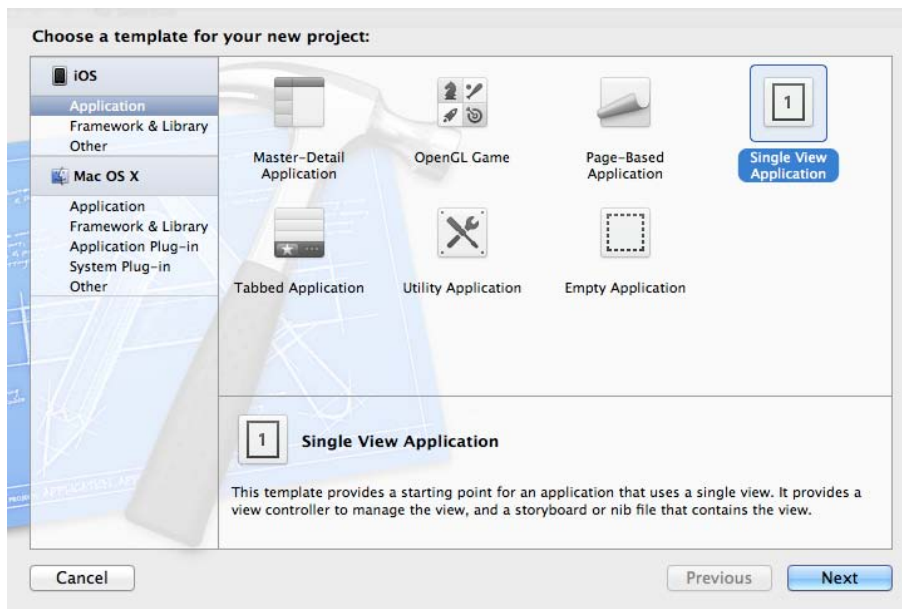 Choose a template for your new project:
iOS
Application
Framework & Library
Other
Mac OS X
Application
Framework & Library
Application Plug-in
System Plug-in
Other
Master-Detail
Application
OpenGL Game
Page-Based
Application
1
Single View
Application
Tabbed Application
Utility Application
Empty Application
1
Single View Application
This template provides a starting point for an application that uses a single view. It provides a
view controller to manage the view, and a storyboard or nib file that contains the view.
Cancel
Previous
Next